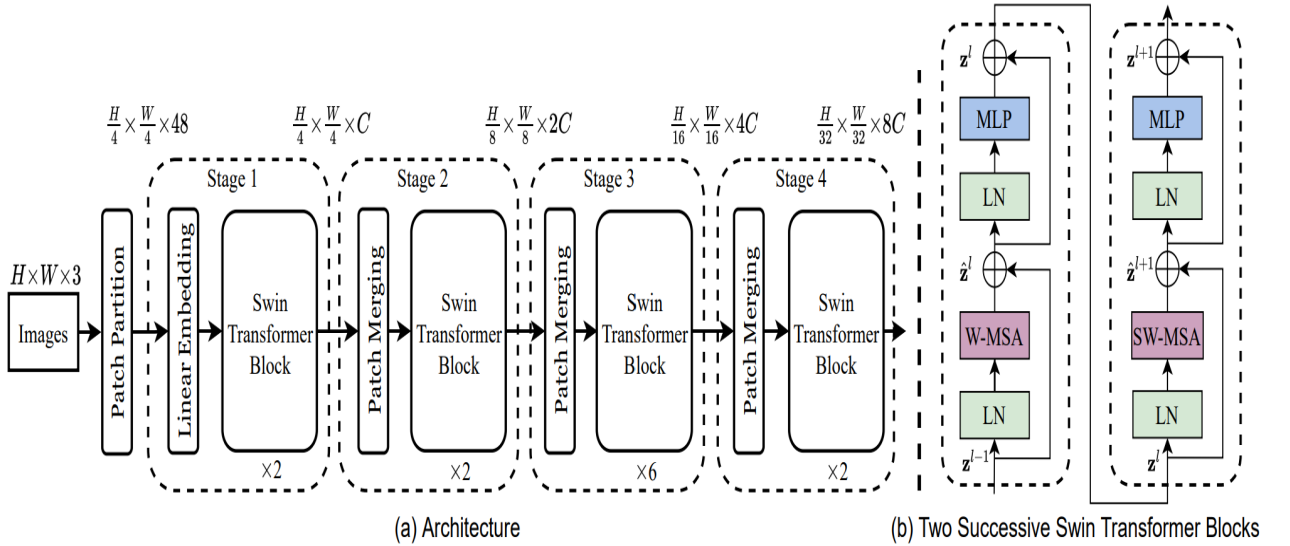 H/4 × W/4 × 48
H/4 × W/4 × C
H/8 × W/8 × 2C
H/16 × W/16 × 4C
H/32 × W/32 × 8C
H×W×3
Images
Patch Partition
Stage 1
Linear Embedding
Swin
Transformer
Block
×2
Stage 2
Patch Merging
Swin
Transformer
Block
×2
Stage 3
Patch Merging
Swin
Transformer
Block
×6
Stage 4
Patch Merging
Swin
Transformer
Block
×2
(a) Architecture
z^l
MLP
LN
ẑ^l
W-MSA
LN
z^{l−1}
z^{l+1}
MLP
LN
ẑ^{l+1}
SW-MSA
LN
z^l
(b) Two Successive Swin Transformer Blocks